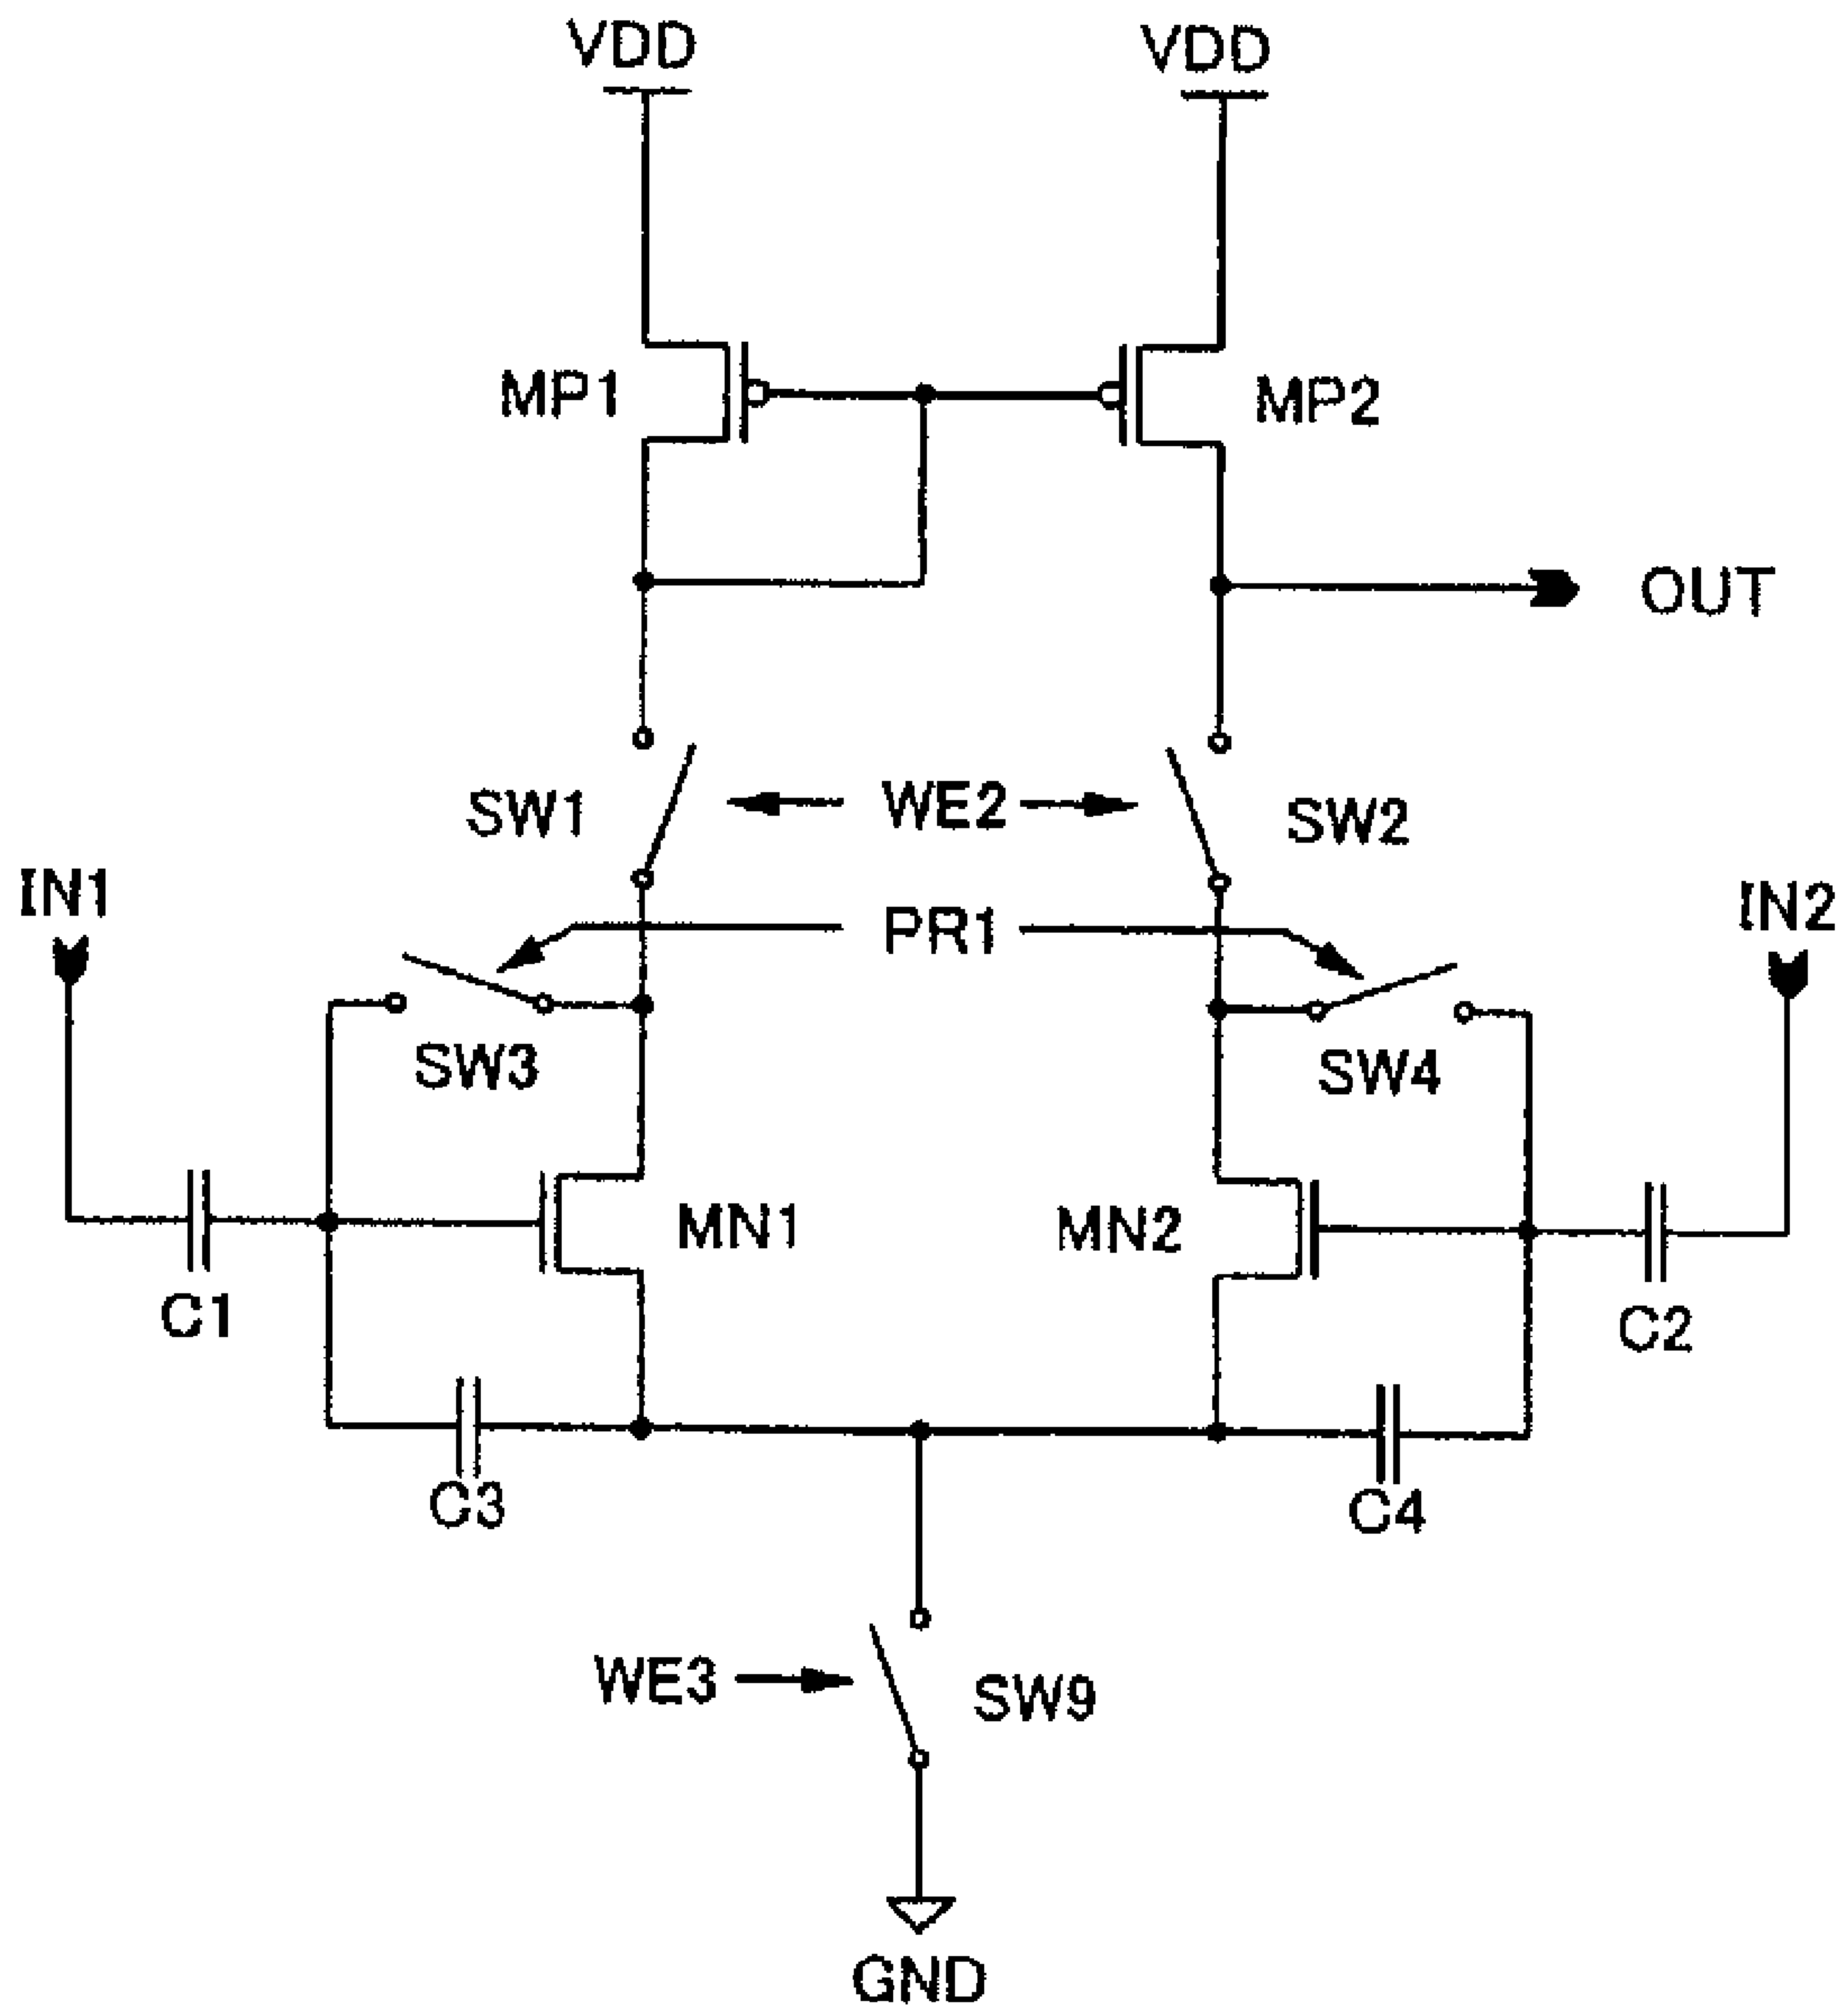 VDD
VDD
MP1
MP2
OUT
SW1
WE2
SW2
IN1
PR1
IN2
SW3
SW4
MN1
MN2
C1
C2
C3
C4
WE3
SW9
GND